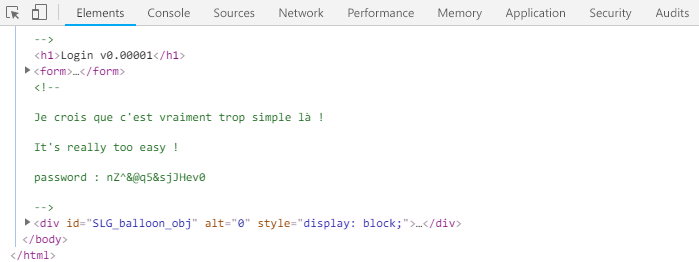 Elements Console Sources Network Performance Memory Application Security Audits
-->
<h1>Login v0.00001</h1>
<form>…</form>
<!--
Je crois que c'est vraiment trop simple là !
It's really too easy !
password : nZ^&@q5&sjJHev0
-->
<div id="SLG_balloon_obj" alt="0" style="display: block;">…</div>
</body>
</html>